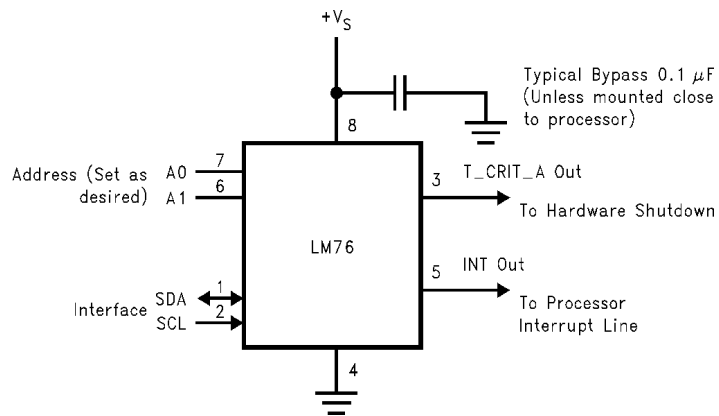 +VS
Typical Bypass 0.1 μF
(Unless mounted close
to processor)
8
Address (Set as
desired)
A0 7
A1 6
3 T_CRIT_A Out
To Hardware Shutdown
LM76
5 INT Out
To Processor
Interrupt Line
Interface
SDA 1
SCL 2
4